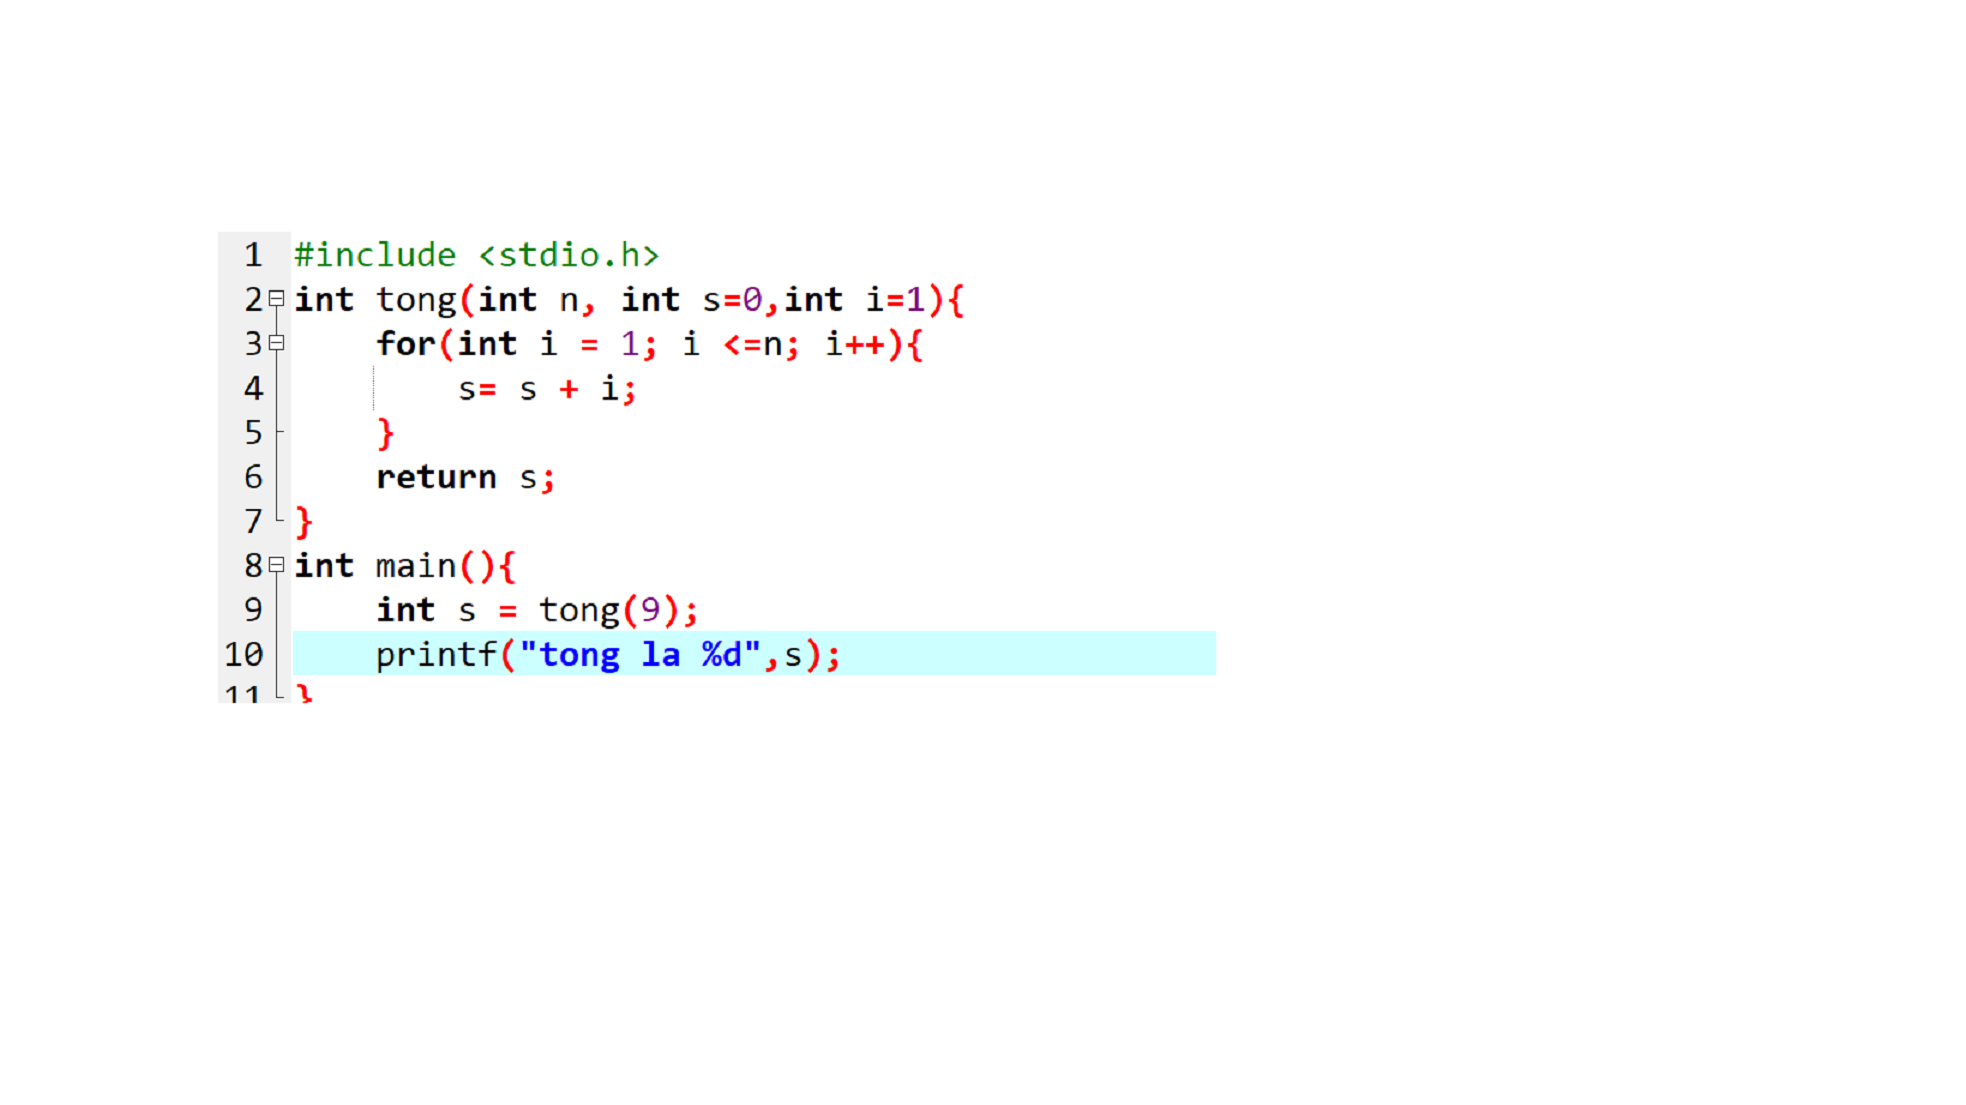 1 #include <stdio.h>
2 int tong(int n, int s=0,int i=1){
3 for(int i = 1; i <=n; i++){
4 s= s + i;
5 }
6 return s;
7 }
8 int main(){
9 int s = tong(9);
10 printf("tong la %d",s);
11 }